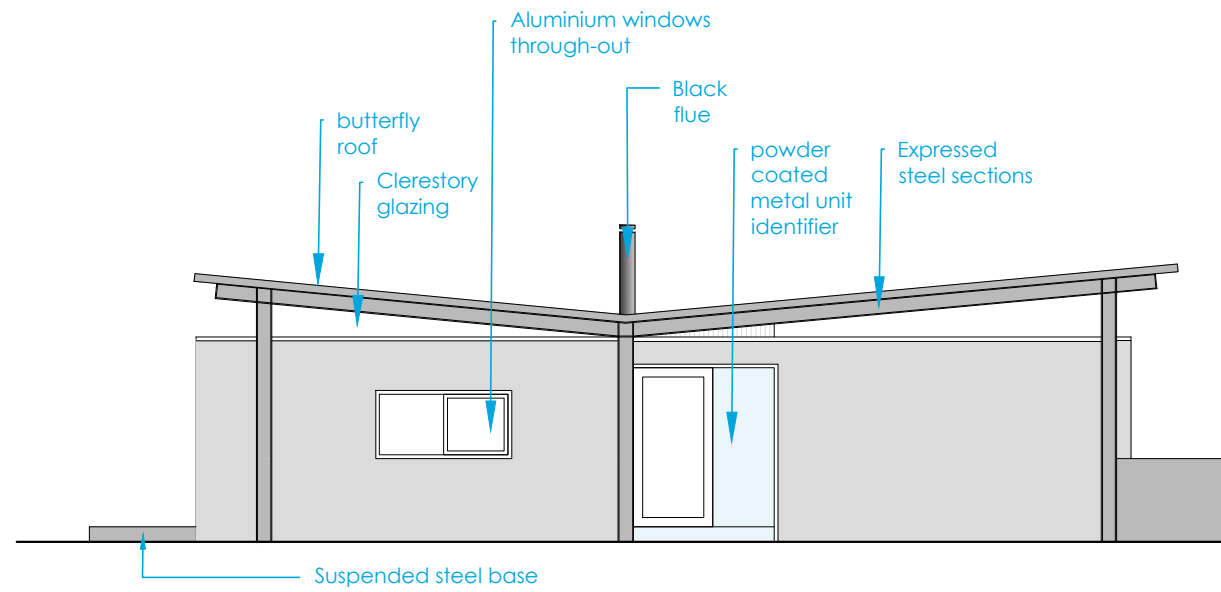 Aluminium windows
through-out
Black
flue
butterfly
roof
powder
coated
metal unit
identifier
Expressed
steel sections
Clerestory
glazing
Suspended steel base